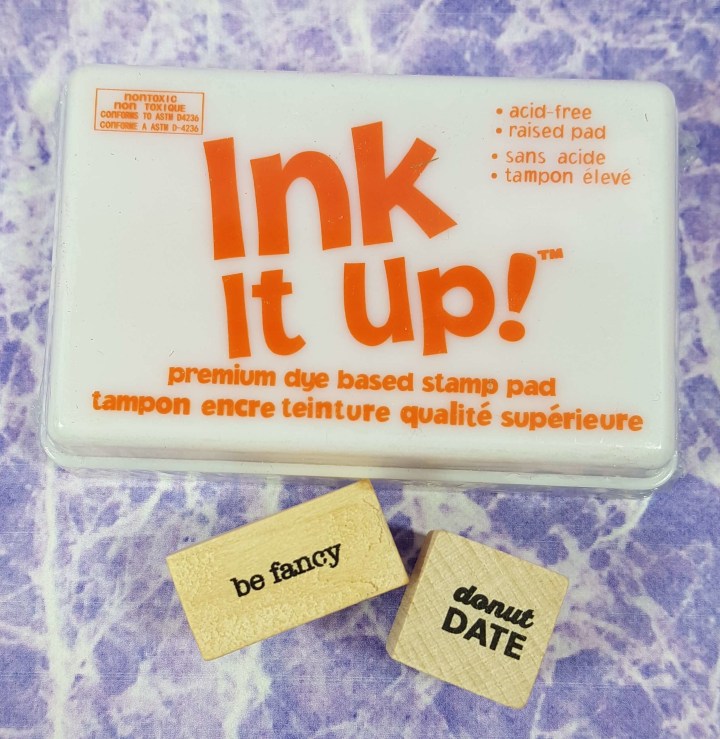 nontoxic
non toxique
conforms to ASTM D4236
conforme a ASTM D-4236
• acid-free
• raised pad
• sans acide
• tampon élevé
Ink
It up!™
premium dye based stamp pad
tampon encre teinture qualité supérieure
be fancy
donut
DATE